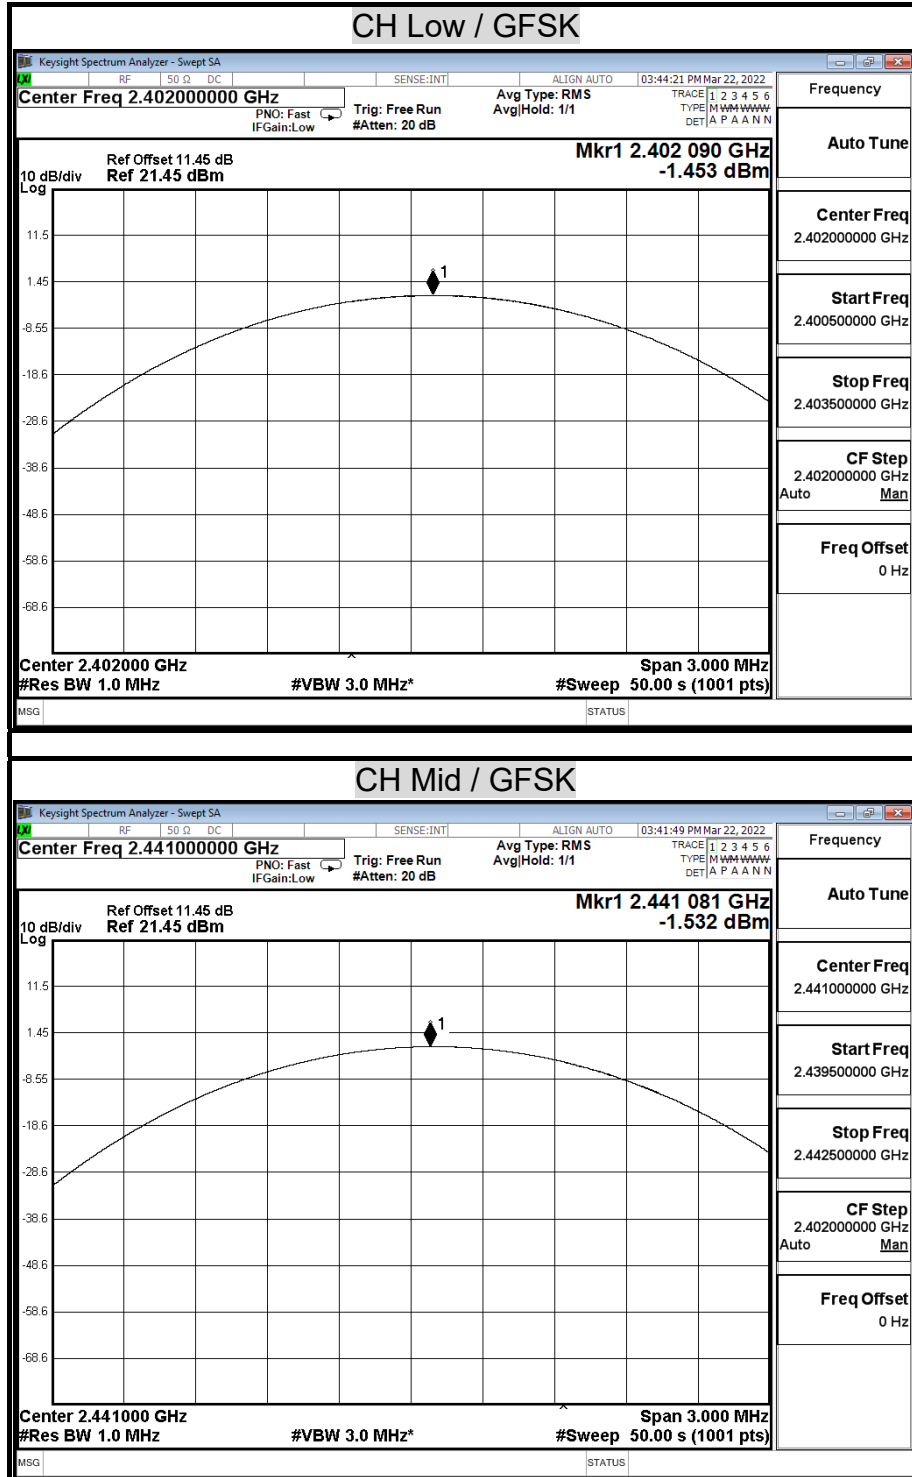 CH Low / GFSK
Keysight Spectrum Analyzer - Swept SA
LXI RF 50 Ω DC SENSE:INT ALIGN AUTO 03:44:21 PM Mar 22, 2022
Center Freq 2.402000000 GHz
PNO: Fast
IFGain:Low
Trig: Free Run
#Atten: 20 dB
Avg Type: RMS
Avg|Hold: 1/1
TRACE 1 2 3 4 5 6
TYPE M WM WWWW
DET A P A A N N
Frequency
Auto Tune
Center Freq
2.402000000 GHz
Start Freq
2.400500000 GHz
Stop Freq
2.403500000 GHz
CF Step
2.402000000 GHz
Auto Man
Freq Offset
0 Hz
Mkr1 2.402 090 GHz
-1.453 dBm
Ref Offset 11.45 dB
10 dB/div Ref 21.45 dBm
Log
1
11.5
1.45
-8.55
-18.6
-28.6
-38.6
-48.6
-58.6
-68.6
Center 2.402000 GHz Span 3.000 MHz
#Res BW 1.0 MHz #VBW 3.0 MHz* #Sweep 50.00 s (1001 pts)
MSG STATUS
CH Mid / GFSK
Keysight Spectrum Analyzer - Swept SA
LXI RF 50 Ω DC SENSE:INT ALIGN AUTO 03:41:49 PM Mar 22, 2022
Center Freq 2.441000000 GHz
PNO: Fast
IFGain:Low
Trig: Free Run
#Atten: 20 dB
Avg Type: RMS
Avg|Hold: 1/1
TRACE 1 2 3 4 5 6
TYPE M WM WWWW
DET A P A A N N
Frequency
Auto Tune
Center Freq
2.441000000 GHz
Start Freq
2.439500000 GHz
Stop Freq
2.442500000 GHz
CF Step
2.402000000 GHz
Auto Man
Freq Offset
0 Hz
Mkr1 2.441 081 GHz
-1.532 dBm
Ref Offset 11.45 dB
10 dB/div Ref 21.45 dBm
Log
1
11.5
1.45
-8.55
-18.6
-28.6
-38.6
-48.6
-58.6
-68.6
Center 2.441000 GHz Span 3.000 MHz
#Res BW 1.0 MHz #VBW 3.0 MHz* #Sweep 50.00 s (1001 pts)
MSG STATUS